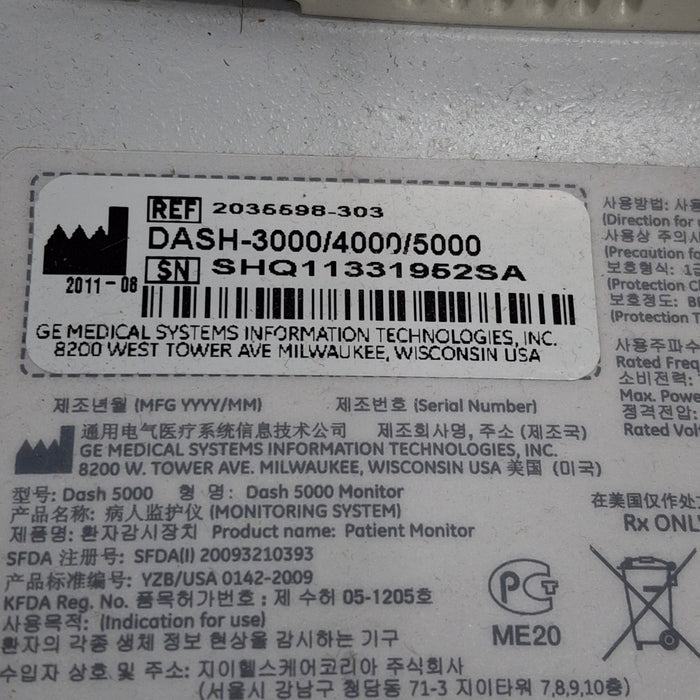 REF 2035598-303
DASH-3000/4000/5000
SN SHQ11331952SA
2011-08
GE MEDICAL SYSTEMS INFORMATION TECHNOLOGIES, INC.
8200 WEST TOWER AVE MILWAUKEE, WISCONSIN USA
사용방법: 사용
(Direction for
사용상 주의사
(Precaution fo
보호형식: 1
(Protection Cl
보호정도: B
(Protection T
사용주파수
Rated Freq
소비전력:
Max. Powe
정격전압:
Rated Volt
제조년월 (MFG YYYY/MM) 제조번호 (Serial Number)
通用电气医疗系统信息技术公司 제조회사명, 주소 (제조국)
GE MEDICAL SYSTEMS INFORMATION TECHNOLOGIES, INC.
8200 W. TOWER AVE. MILWAUKEE, WISCONSIN USA 美国 (미국)
型号: Dash 5000 형 명: Dash 5000 Monitor
产品名称: 病人监护仪 (MONITORING SYSTEM)
제품명: 환자감시장치 Product name: Patient Monitor
SFDA 注册号: SFDA(I) 20093210393
产品标准编号: YZB/USA 0142-2009
KFDA Reg. No. 품목허가번호 : 제 수허 05-1205호
사용목적: (Indication for use)
환자의 각종 생체 정보 현상을 감시하는 기구
수입자 상호 및 주소: 지이헬스케어코리아 주식회사
(서울시 강남구 청담동 71-3 지이타워 7,8,9,10층)
在美国仅作处方
Rx ONLY
PCT
ME20